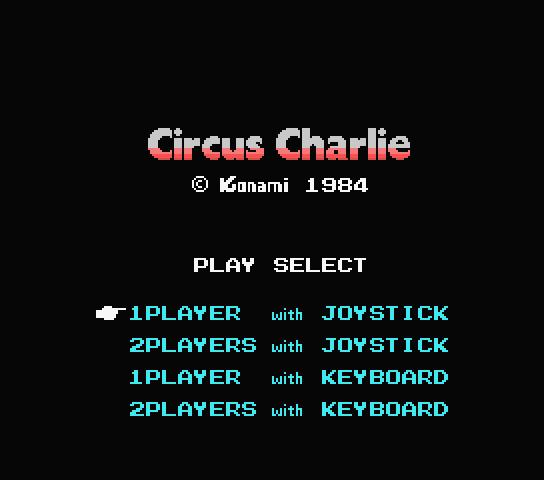 Circus Charlie
© Konami 1984
PLAY SELECT
1PLAYER with JOYSTICK
2PLAYERS with JOYSTICK
1PLAYER with KEYBOARD
2PLAYERS with KEYBOARD